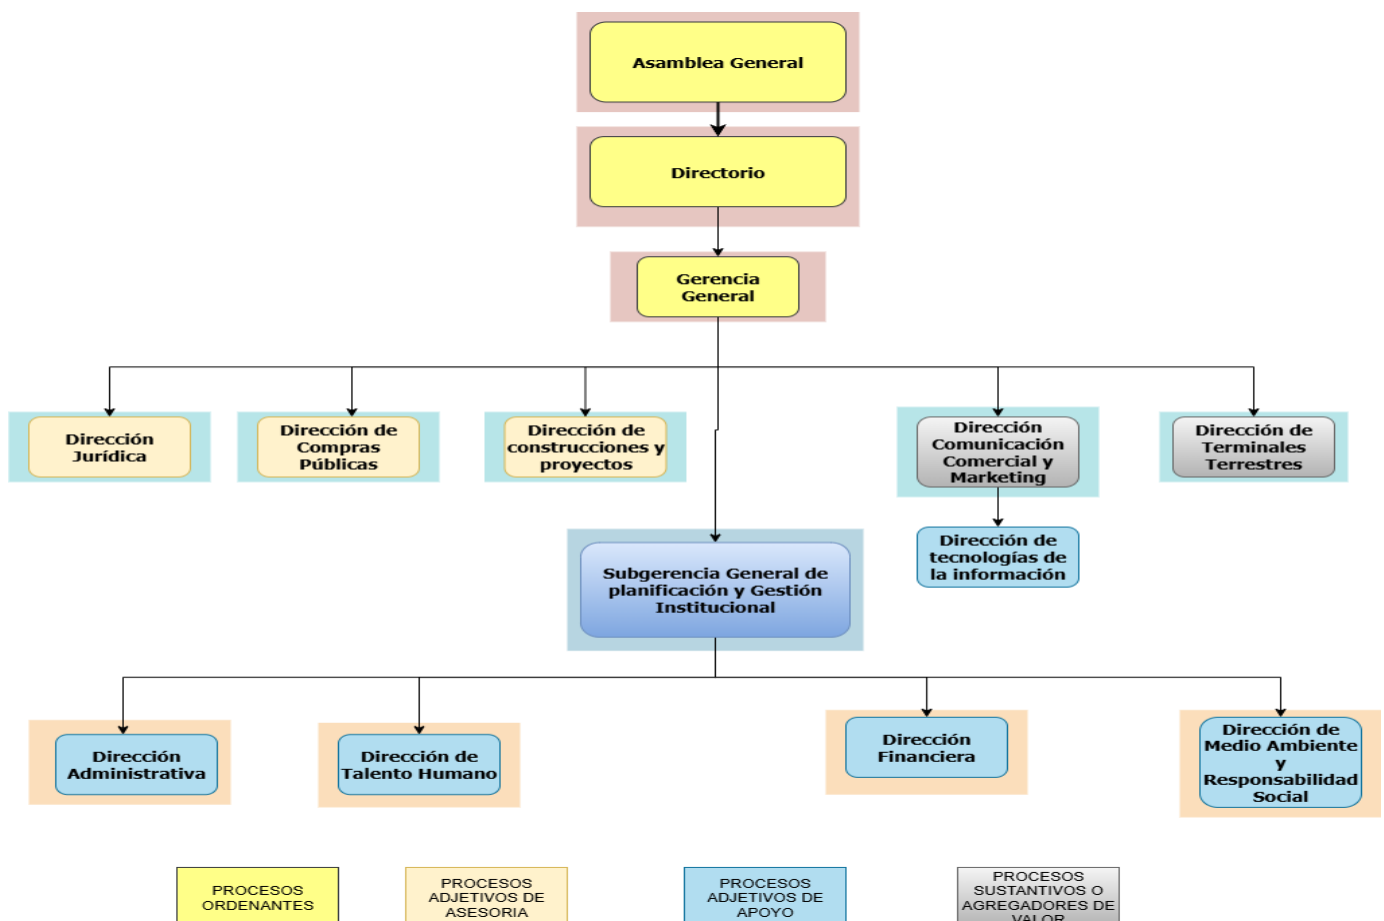 Asamblea General
Directorio
Gerencia
General
Dirección
Jurídica
Dirección de
Compras
Públicas
Dirección de
construcciones y
proyectos
Dirección
Comunicación
Comercial y
Marketing
Dirección de
Terminales
Terrestres
Dirección de
tecnologías de
la información
Subgerencia General de
planificación y Gestión
Institucional
Dirección
Administrativa
Dirección de
Talento Humano
Dirección
Financiera
Dirección de
Medio Ambiente
y
Responsabilidad
Social
PROCESOS
ORDENANTES
PROCESOS
ADJETIVOS DE
ASESORIA
PROCESOS
ADJETIVOS DE
APOYO
PROCESOS
SUSTANTIVOS O
AGREGADORES DE
VALOR